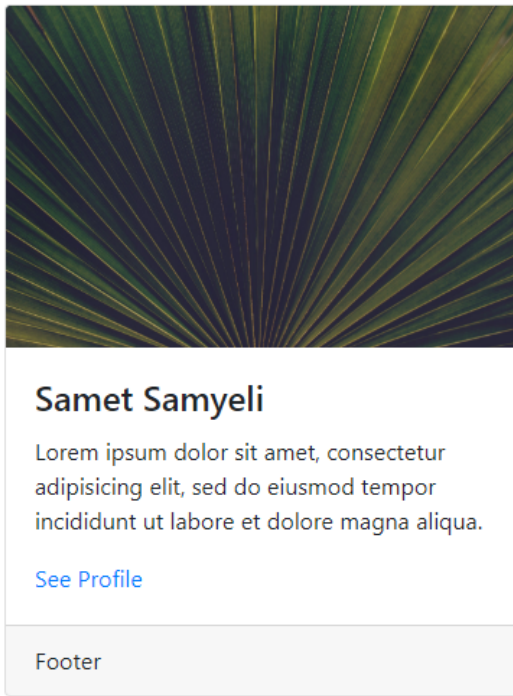 Samet Samyeli
Lorem ipsum dolor sit amet, consectetur
adipisicing elit, sed do eiusmod tempor
incididunt ut labore et dolore magna aliqua.
See Profile
Footer